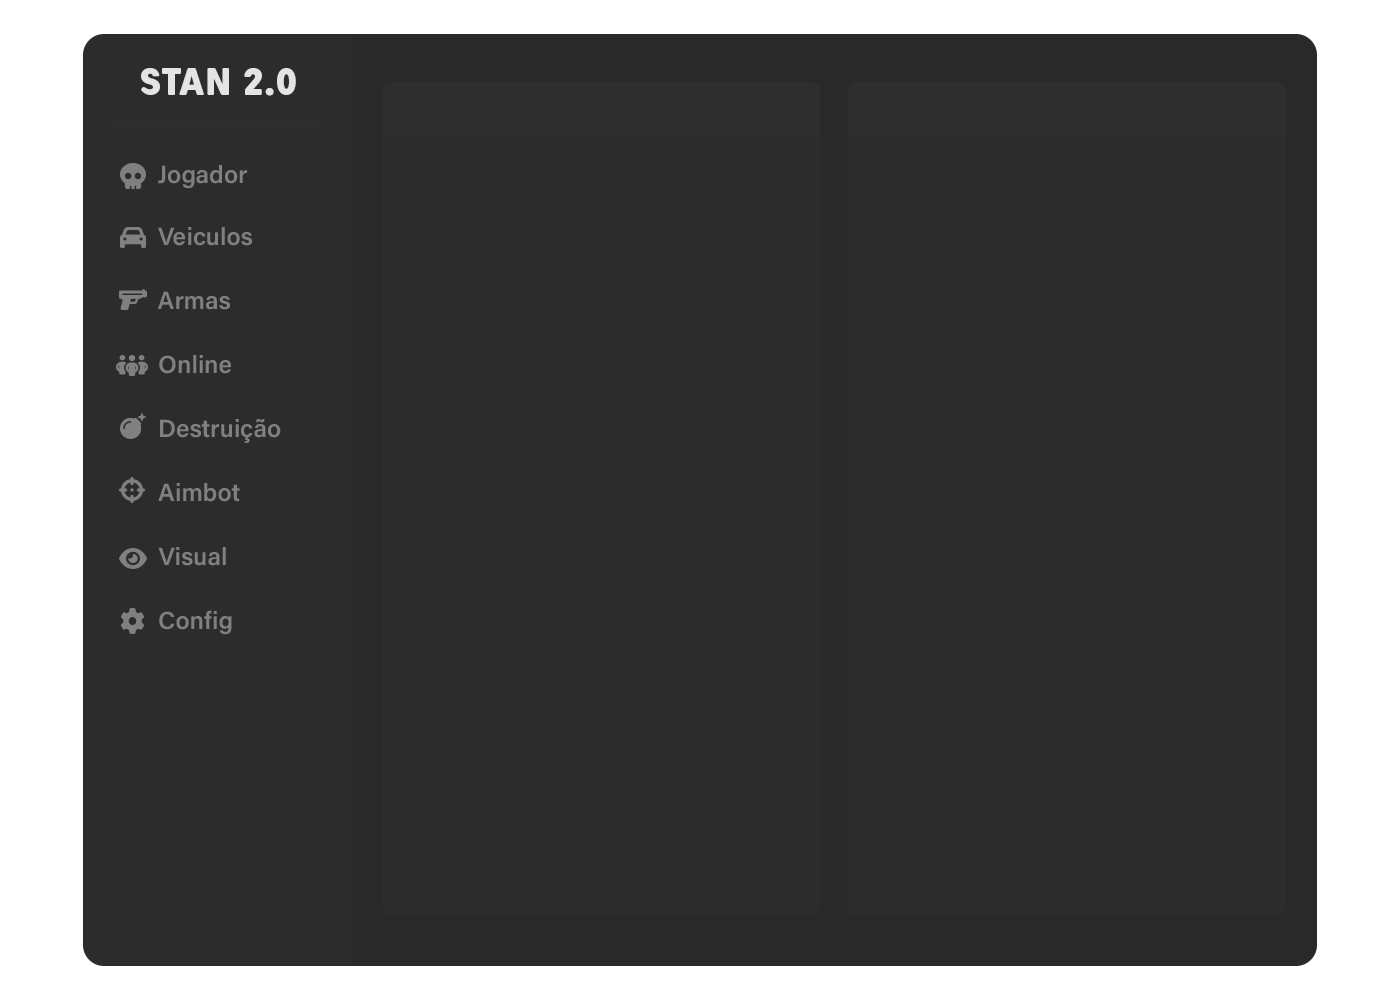 STAN 2.0
Jogador
Veiculos
Armas
Online
Destruição
Aimbot
Visual
Config